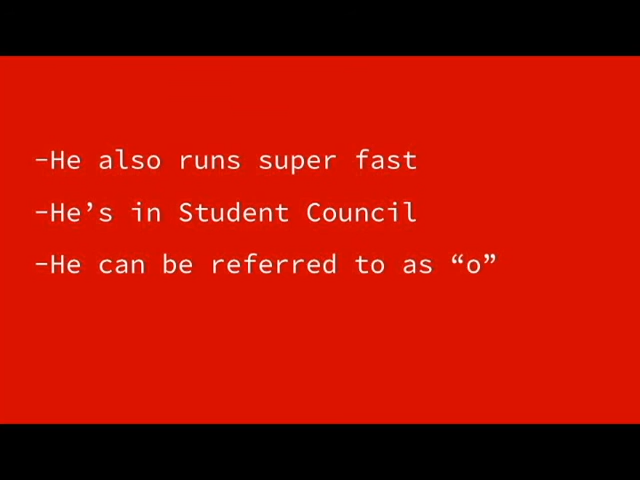 -He also runs super fast
-He’s in Student Council
-He can be referred to as “o”